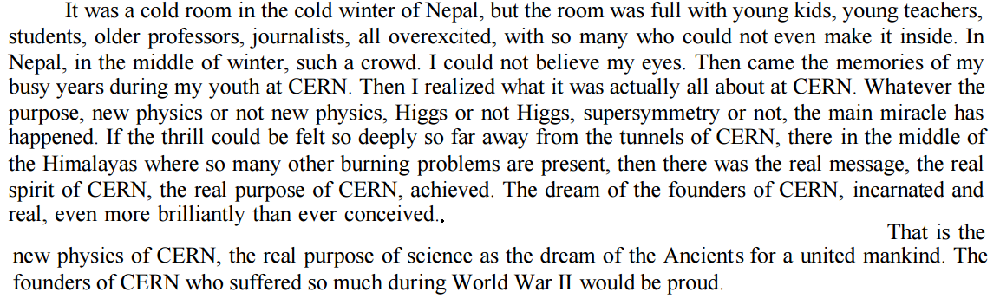 It was a cold room in the cold winter of Nepal, but the room was full with young kids, young teachers,
students, older professors, journalists, all overexcited, with so many who could not even make it inside. In
Nepal, in the middle of winter, such a crowd. I could not believe my eyes. Then came the memories of my
busy years during my youth at CERN. Then I realized what it was actually all about at CERN. Whatever the
purpose, new physics or not new physics, Higgs or not Higgs, supersymmetry or not, the main miracle has
happened. If the thrill could be felt so deeply so far away from the tunnels of CERN, there in the middle of
the Himalayas where so many other burning problems are present, then there was the real message, the real
spirit of CERN, the real purpose of CERN, achieved. The dream of the founders of CERN, incarnated and
real, even more brilliantly than ever conceived..
That is the
new physics of CERN, the real purpose of science as the dream of the Ancients for a united mankind. The
founders of CERN who suffered so much during World War II would be proud.